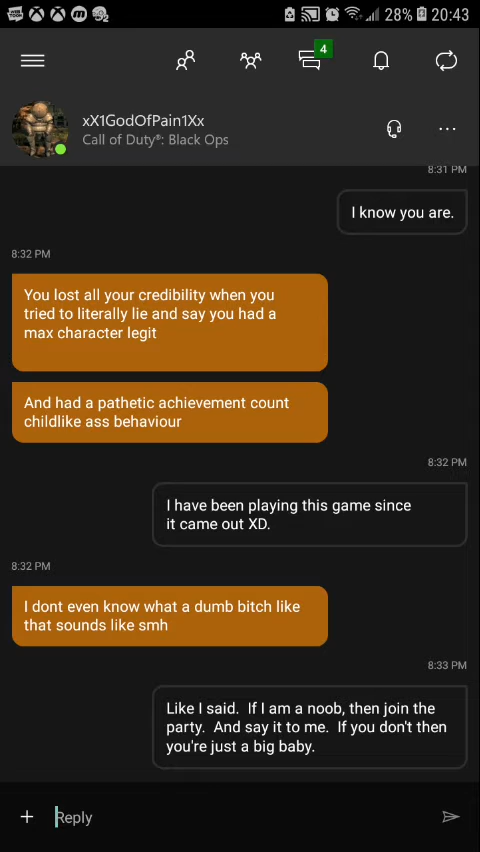 28% 20:43
4
xX1GodOfPain1Xx
Call of Duty®: Black Ops
8:31 PM
I know you are.
8:32 PM
You lost all your credibility when you
tried to literally lie and say you had a
max character legit
And had a pathetic achievement count
childlike ass behaviour
8:32 PM
I have been playing this game since
it came out XD.
8:32 PM
I dont even know what a dumb bitch like
that sounds like smh
8:33 PM
Like I said.  If I am a noob, then join the
party.  And say it to me.  If you don't then
you're just a big baby.
Reply